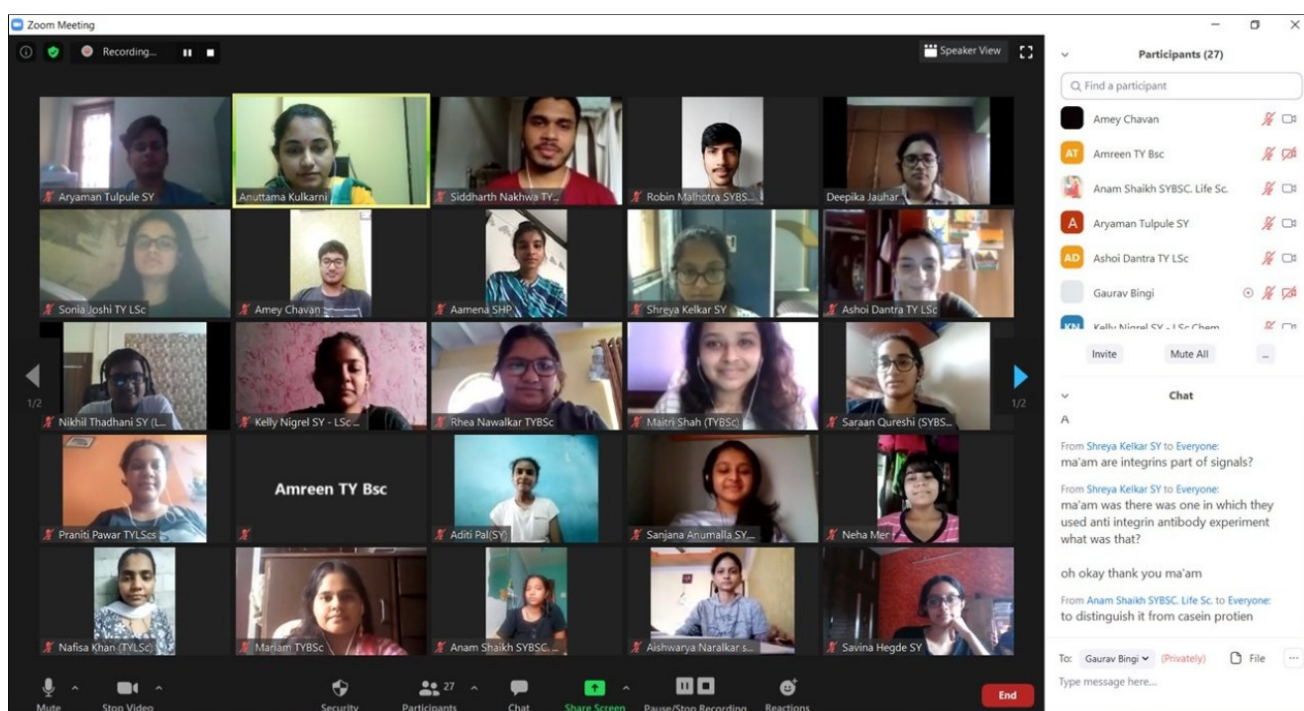 Zoom Meeting
Recording...
Speaker View
Aryaman Tulpule SY
Anuttama Kulkarni
Siddharth Nakhwa TY...
Robin Malhotra SYBS...
Deepika Jauhar
Sonia Joshi TY LSc
Amey Chavan
Aamena SHP
Shreya Kelkar SY
Ashoi Dantra TY LSc
1/2
Nikhil Thadhani SY (L...
Kelly Nigrel SY - LSc ...
Rhea Nawalkar TYBSc
Maitri Shah (TYBSc)
Saraan Qureshi (SYBS...
1/2
Praniti Pawar TYLScs
Amreen TY Bsc
Aditi Pal(SY)
Sanjana Anumalla SY...
Neha Mer
Nafisa Khan (TYLSc)
Mariam TYBSc
Anam Shaikh SYBSC. ...
Aishwarya Naralkar s...
Savina Hegde SY
Mute
Stop Video
Security
Participants
27
Chat
Share Screen
Pause/Stop Recording
Reactions
End
Participants (27)
Find a participant
Amey Chavan
AT Amreen TY Bsc
Anam Shaikh SYBSC. Life Sc.
A Aryaman Tulpule SY
AD Ashoi Dantra TY LSc
Gaurav Bingi
KN Kelly Nigrel SY - LSc Chem
Invite
Mute All
...
Chat
A
From Shreya Kelkar SY to Everyone:
ma'am are integrins part of signals?
From Shreya Kelkar SY to Everyone:
ma'am was there was one in which they
used anti integrin antibody experiment
what was that?
oh okay thank you ma'am
From Anam Shaikh SYBSC. Life Sc. to Everyone:
to distinguish it from casein protien
To: Gaurav Bingi (Privately) File ...
Type message here...